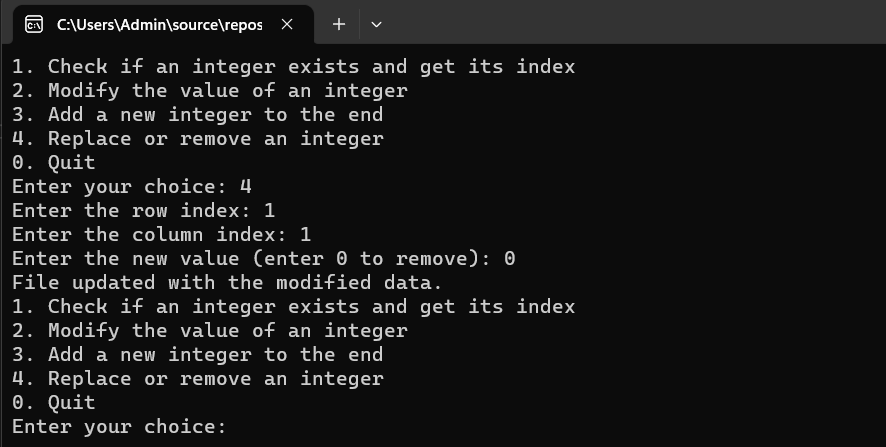 C:\Users\Admin\source\repos
1. Check if an integer exists and get its index
2. Modify the value of an integer
3. Add a new integer to the end
4. Replace or remove an integer
0. Quit
Enter your choice: 4
Enter the row index: 1
Enter the column index: 1
Enter the new value (enter 0 to remove): 0
File updated with the modified data.
1. Check if an integer exists and get its index
2. Modify the value of an integer
3. Add a new integer to the end
4. Replace or remove an integer
0. Quit
Enter your choice: